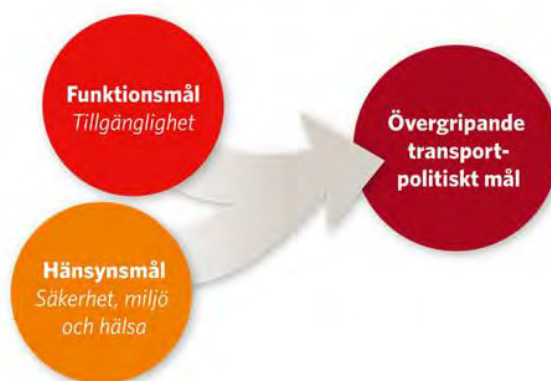 Funktionsmål
Tillgänglighet
Övergripande
transport-
politiskt mål
Hänsynsmål
Säkerhet, miljö
och hälsa